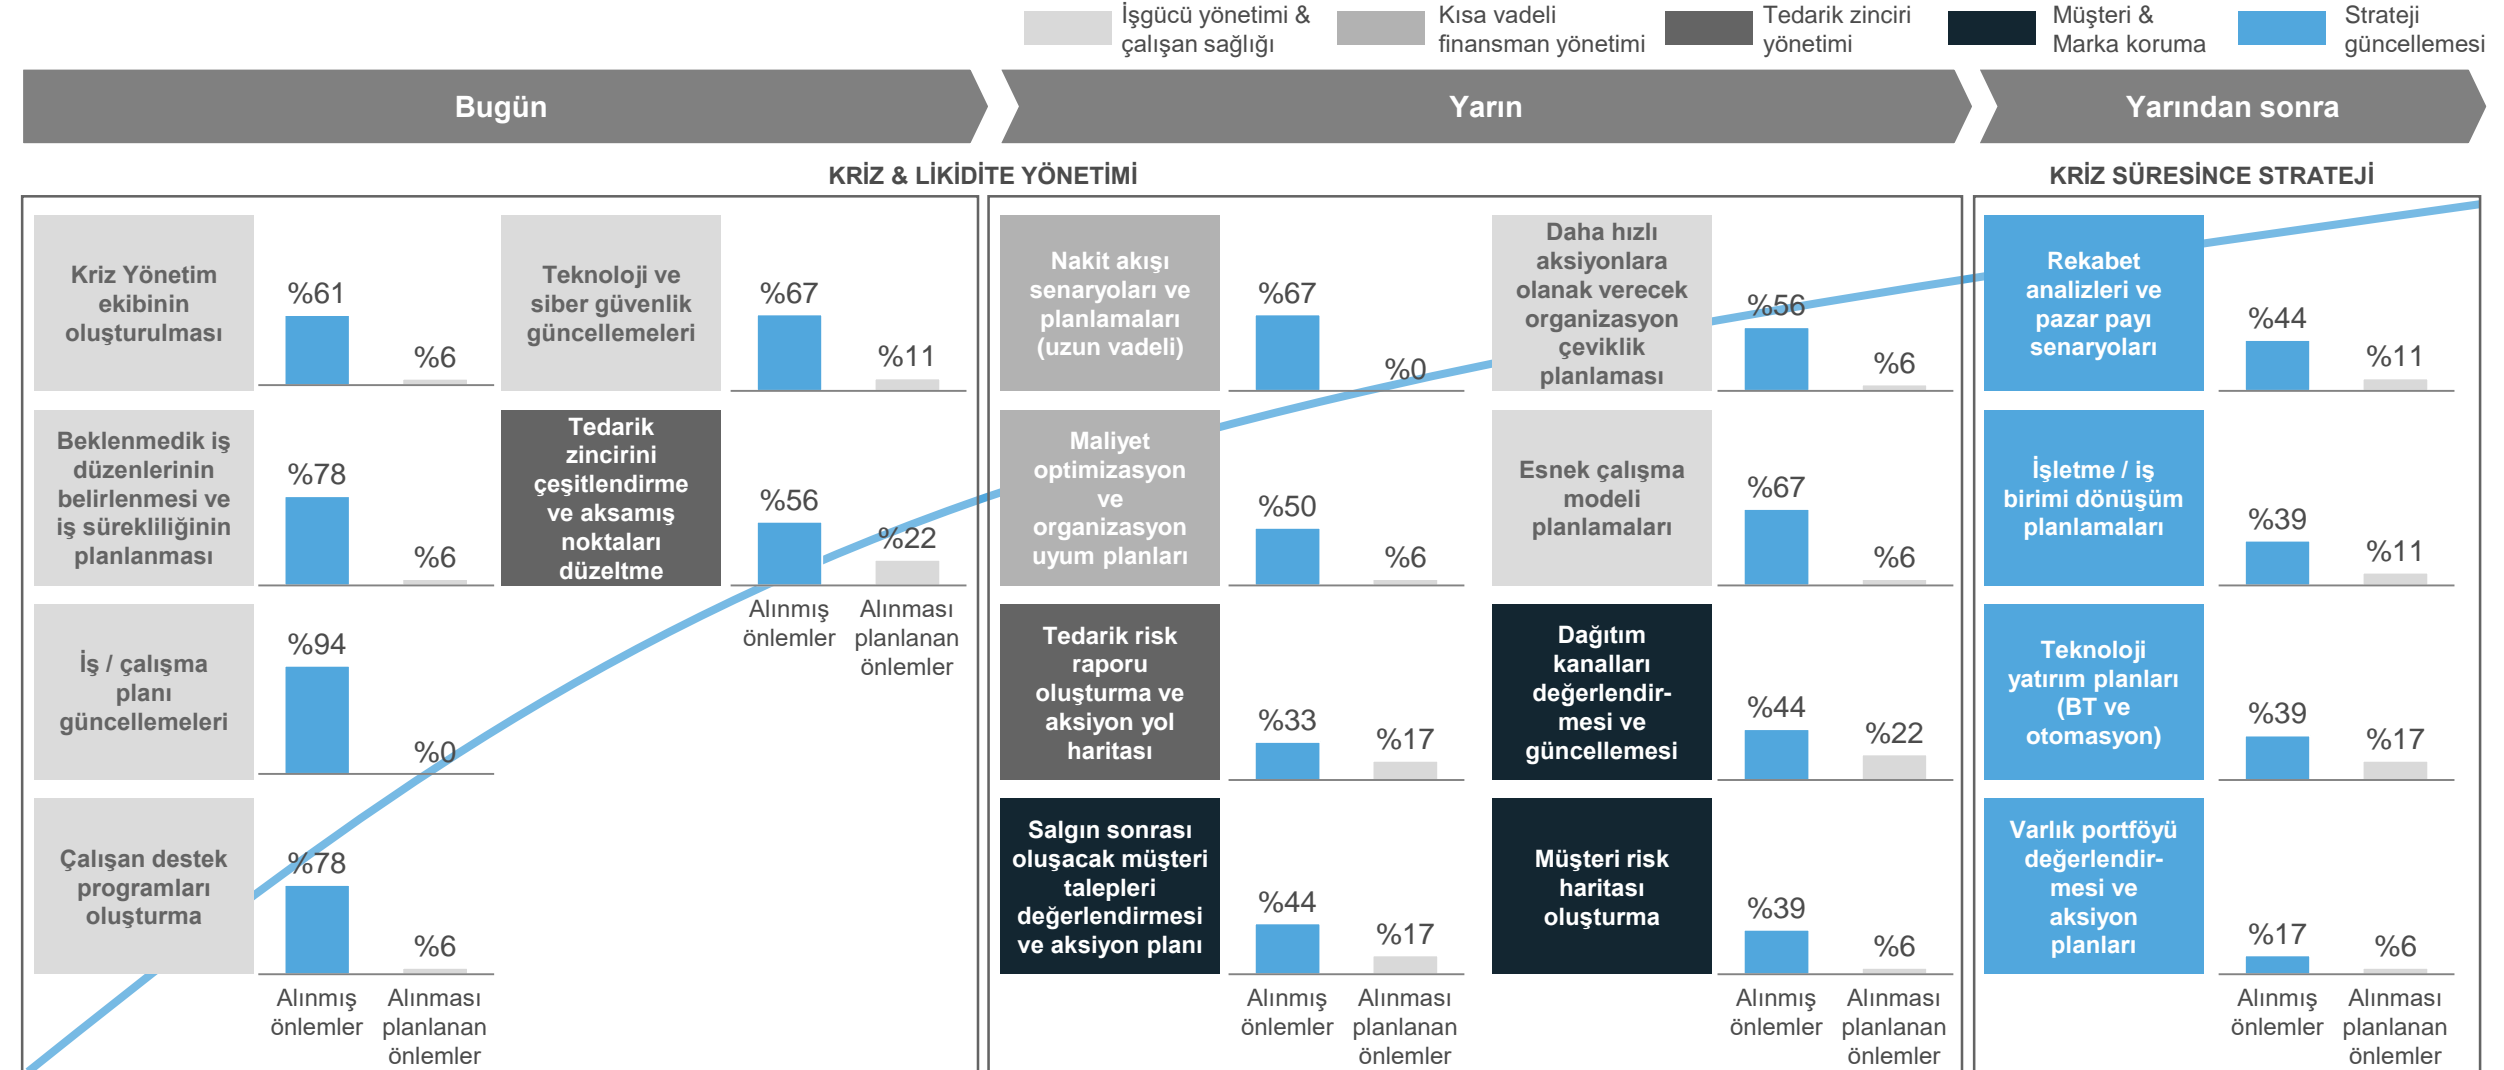 İşgücü yönetimi &
çalışan sağlığı
Kısa vadeli
finansman yönetimi
Tedarik zinciri
yönetimi
Müşteri &
Marka koruma
Strateji
güncellemesi
Bugün
Yarın
Yarından sonra
KRİZ & LİKİDİTE YÖNETİMİ
KRİZ SÜRESİNCE STRATEJİ
Kriz Yönetim
ekibinin
oluşturulması
%61
%6
Teknoloji ve
siber güvenlik
güncellemeleri
%67
%11
Beklenmedik iş
düzenlerinin
belirlenmesi ve
iş sürekliliğinin
planlanması
%78
%6
Tedarik
zincirini
çeşitlendirme
ve aksamış
noktaları
düzeltme
%56
%22
Alınmış
önlemler
Alınması
planlanan
önlemler
İş / çalışma
planı
güncellemeleri
%94
%0
Çalışan destek
programları
oluşturma
%78
%6
Alınmış
önlemler
Alınması
planlanan
önlemler
Nakit akışı
senaryoları ve
planlamaları
(uzun vadeli)
%67
%0
Daha hızlı
aksiyonlara
olanak verecek
organizasyon
çeviklik
planlaması
%56
%6
Maliyet
optimizasyon
ve
organizasyon
uyum planları
%50
%6
Esnek çalışma
modeli
planlamaları
%67
%6
Tedarik risk
raporu
oluşturma ve
aksiyon yol
haritası
%33
%17
Dağıtım
kanalları
değerlendir-
mesi ve
güncellemesi
%44
%22
Salgın sonrası
oluşacak müşteri
talepleri
değerlendirmesi
ve aksiyon planı
%44
%17
Müşteri risk
haritası
oluşturma
%39
%6
Alınmış
önlemler
Alınması
planlanan
önlemler
Alınmış
önlemler
Alınması
planlanan
önlemler
Rekabet
analizleri ve
pazar payı
senaryoları
%44
%11
İşletme / iş
birimi dönüşüm
planlamaları
%39
%11
Teknoloji
yatırım planları
(BT ve
otomasyon)
%39
%17
Varlık portföyü
değerlendir-
mesi ve
aksiyon
planları
%17
%6
Alınmış
önlemler
Alınması
planlanan
önlemler